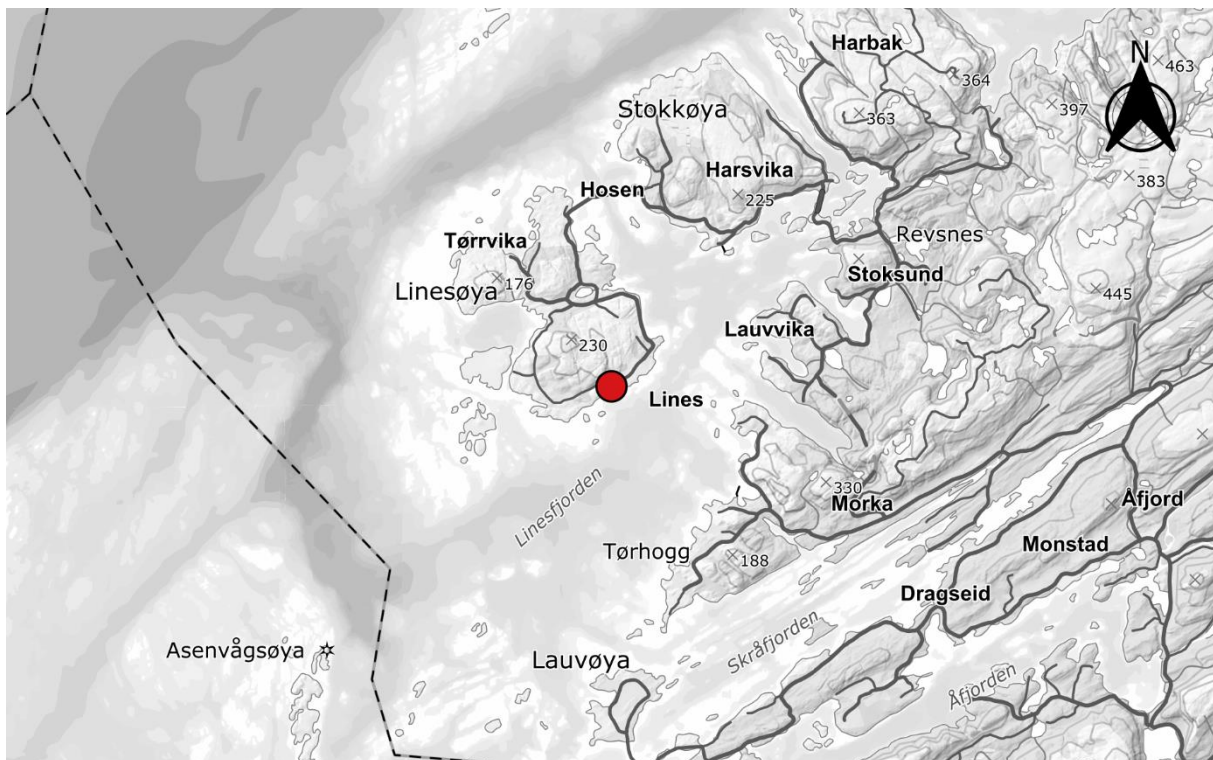 Harbak
N
463
364
397
Stokkøya
363
383
Harsvika
225
Hosen
Revsnes
Tørrvika
Stoksund
176
Linesøya
445
Lauvvika
230
Lines
330
Linesfjorden
Morka
Åfjord
Tørhogg
188
Monstad
Dragseid
Asenvågsøya
Skråfjorden
Lauvøya
Åfjorden